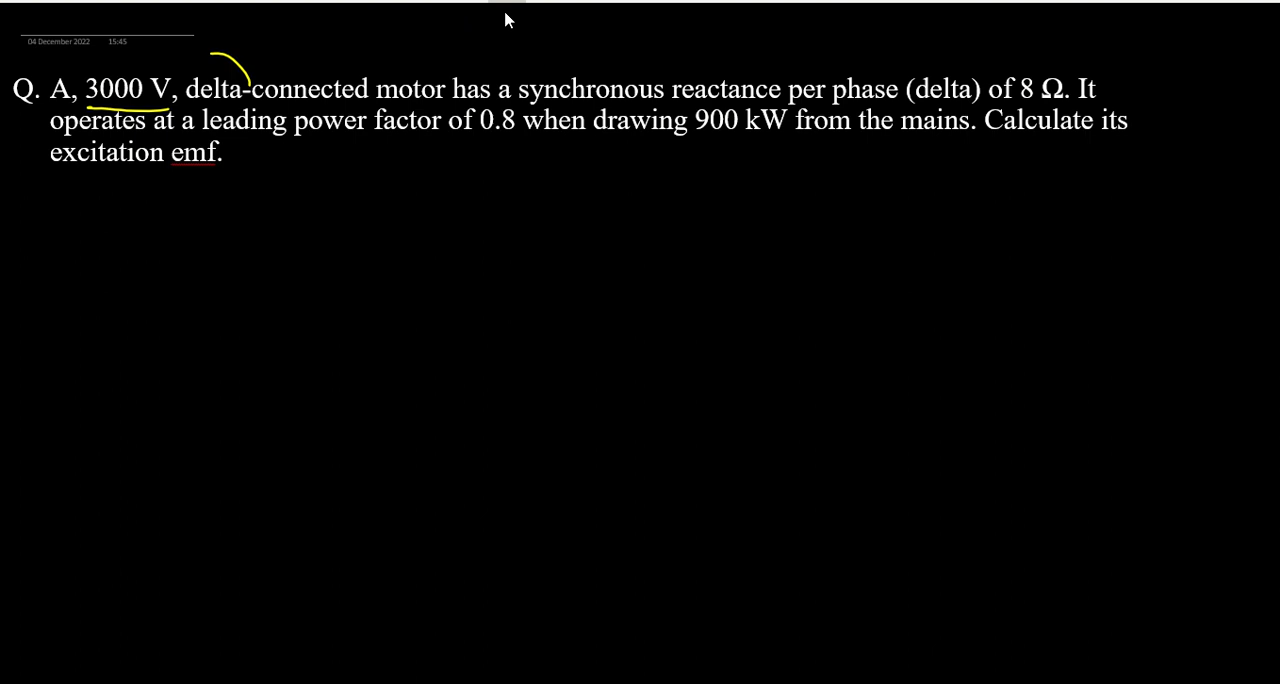 04 December 2022 15:45
Q. A, 3000 V, delta-connected motor has a synchronous reactance per phase (delta) of 8 Ω. It
operates at a leading power factor of 0.8 when drawing 900 kW from the mains. Calculate its
excitation emf.